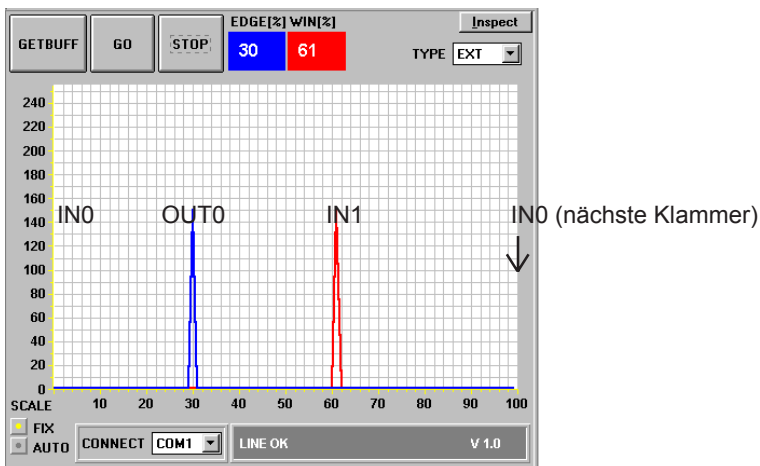 EDGE[%] WIN[%]
Inspect
GETBUFF GO STOP 30 61
TYPE EXT
240
220
200
180
160
IN0 OUT0 IN1 IN0 (nächste Klammer)
140
120
100
80
60
40
20
0
SCALE 10 20 30 40 50 60 70 80 90 100
FIX
AUTO CONNECT COM1 LINE OK V 1.0